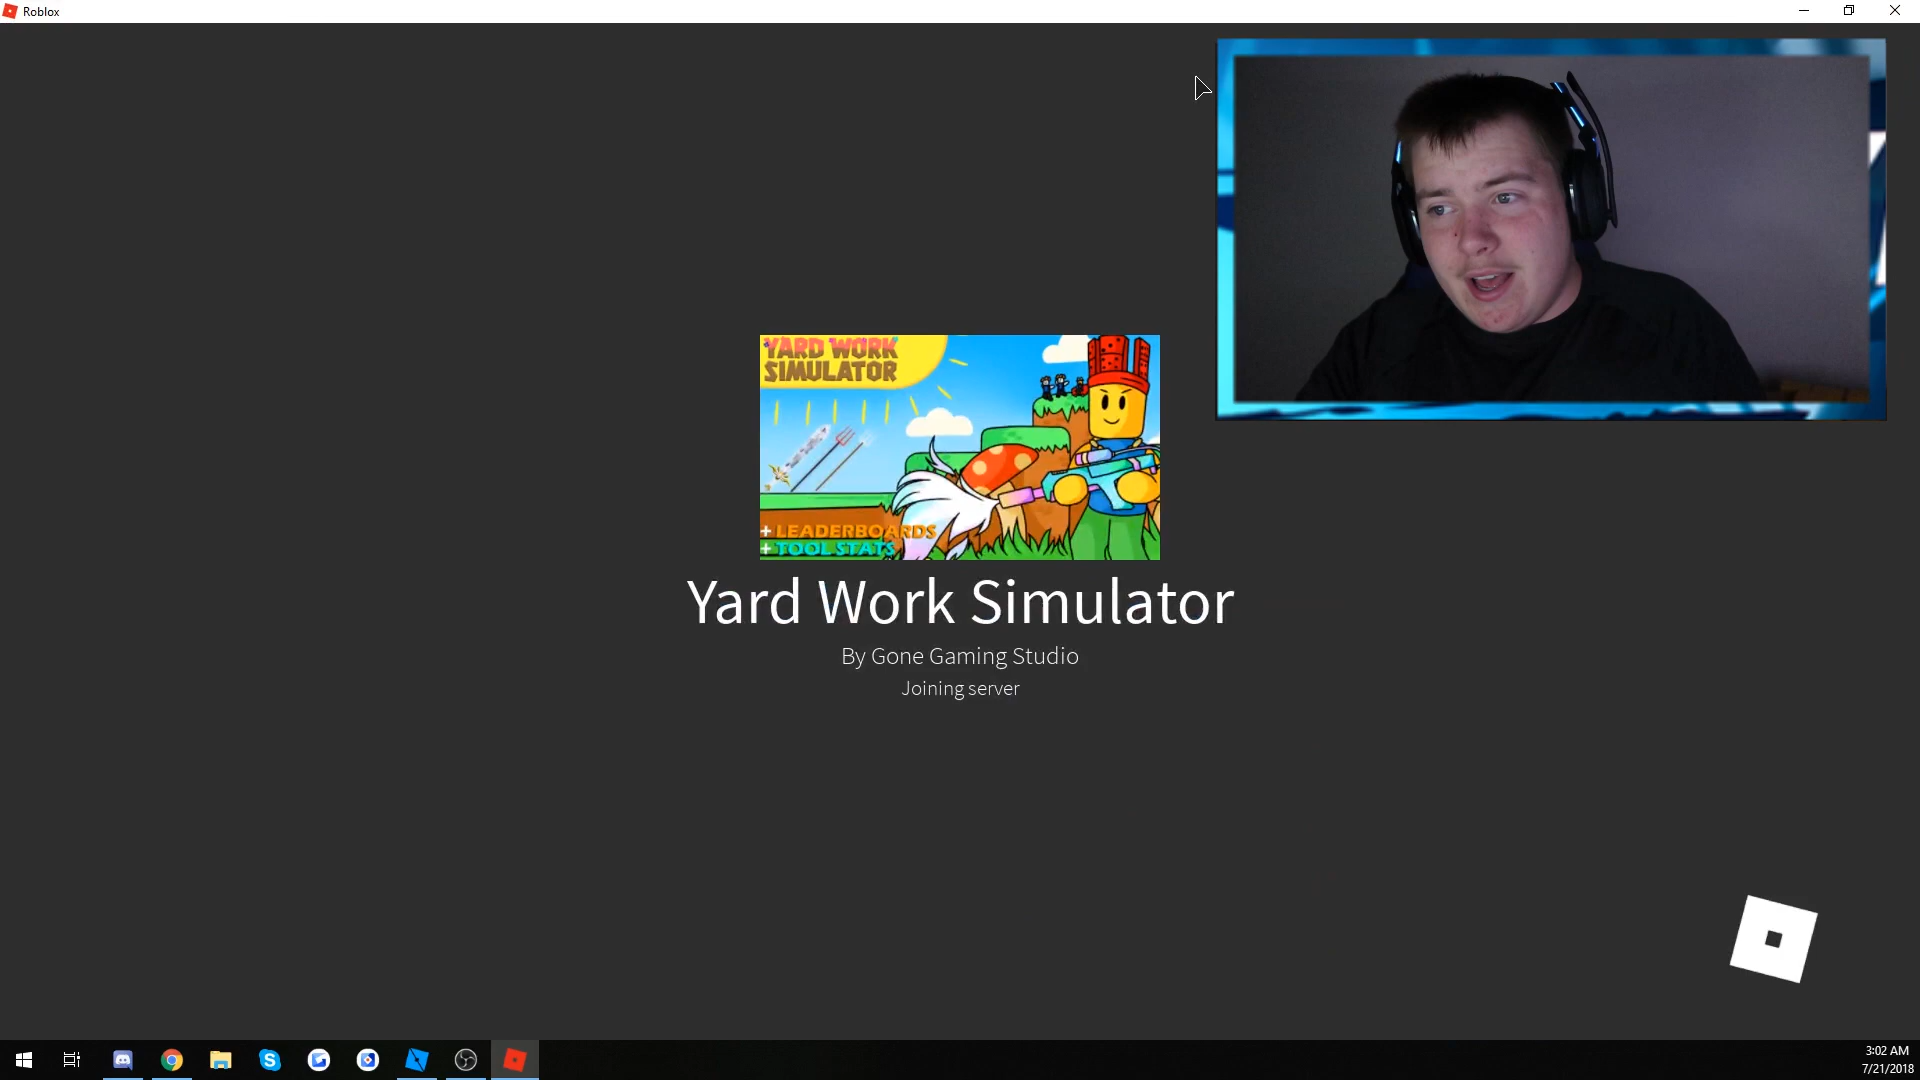 Roblox
YARD WORK
SIMULATOR
+ LEADERBOARDS
+ TOOL STATS
Yard Work Simulator
By Gone Gaming Studio
Joining server
3:02 AM
7/21/2018